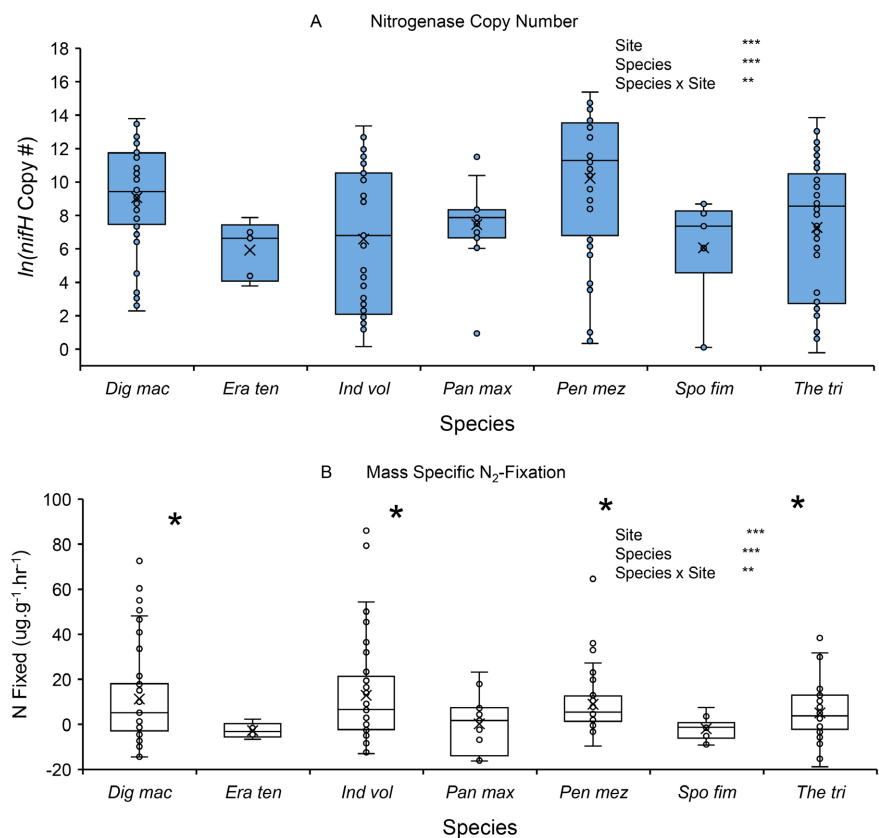 A Nitrogenase Copy Number
Site ***
Species ***
Species x Site **
ln(nifH Copy #)
18
16
14
12
10
8
6
4
2
0
Dig mac Era ten Ind vol Pan max Pen mez Spo fim The tri
Species
B Mass Specific N₂-Fixation
* * * *
Site ***
Species ***
Species x Site **
N Fixed (ug.g⁻¹.hr⁻¹)
100
80
60
40
20
0
-20
Dig mac Era ten Ind vol Pan max Pen mez Spo fim The tri
Species